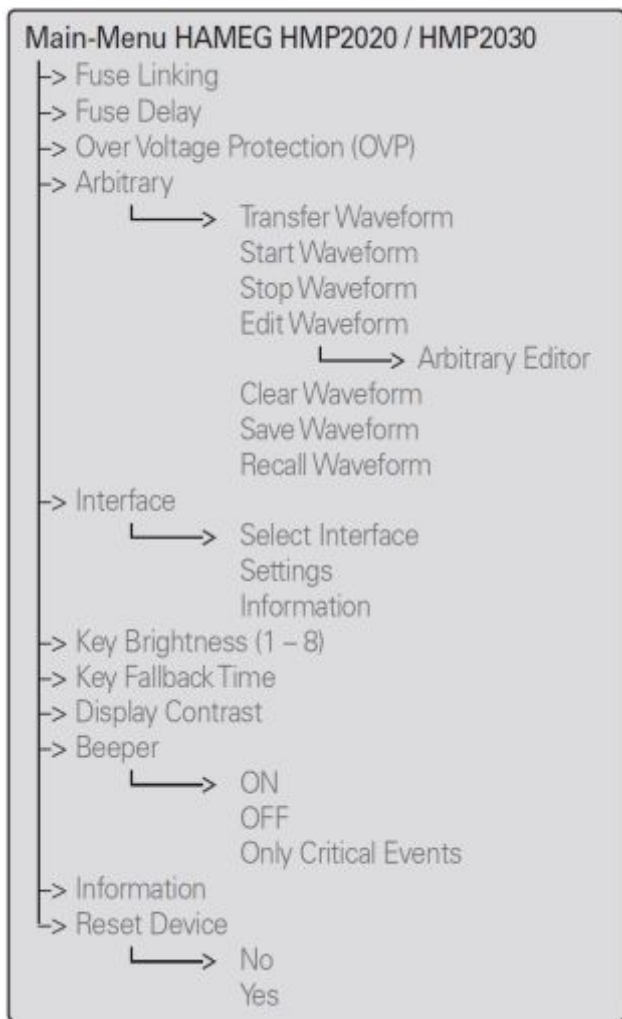 Main-Menu HAMEG HMP2020 / HMP2030
-> Fuse Linking
-> Fuse Delay
-> Over Voltage Protection (OVP)
-> Arbitrary
Transfer Waveform
Start Waveform
Stop Waveform
Edit Waveform
Arbitrary Editor
Clear Waveform
Save Waveform
Recall Waveform
-> Interface
Select Interface
Settings
Information
-> Key Brightness (1 – 8)
-> Key Fallback Time
-> Display Contrast
-> Beeper
ON
OFF
Only Critical Events
-> Information
-> Reset Device
No
Yes